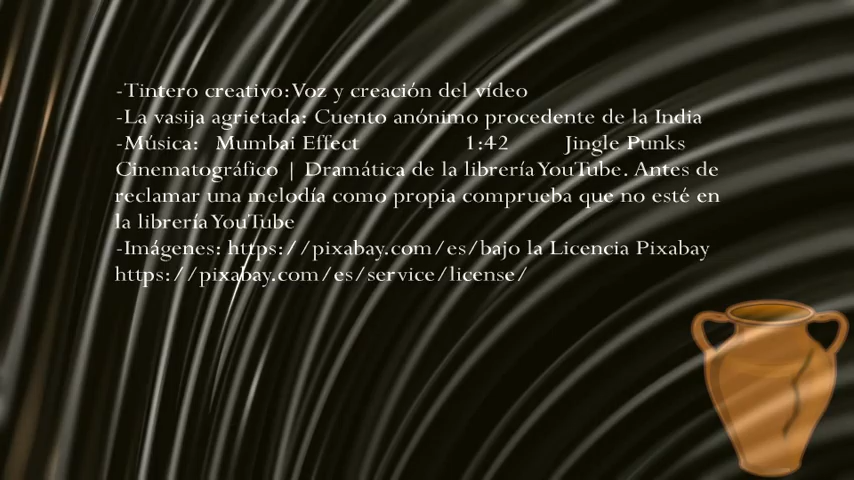 -Tintero creativo:Voz y creación del vídeo
-La vasija agrietada: Cuento anónimo procedente de la India
-Música: Mumbai Effect 1:42 Jingle Punks
Cinematográfico | Dramática de la librería YouTube. Antes de
reclamar una melodía como propia comprueba que no esté en
la librería YouTube
-Imágenes: https://pixabay.com/es/bajo la Licencia Pixabay
https://pixabay.com/es/service/license/